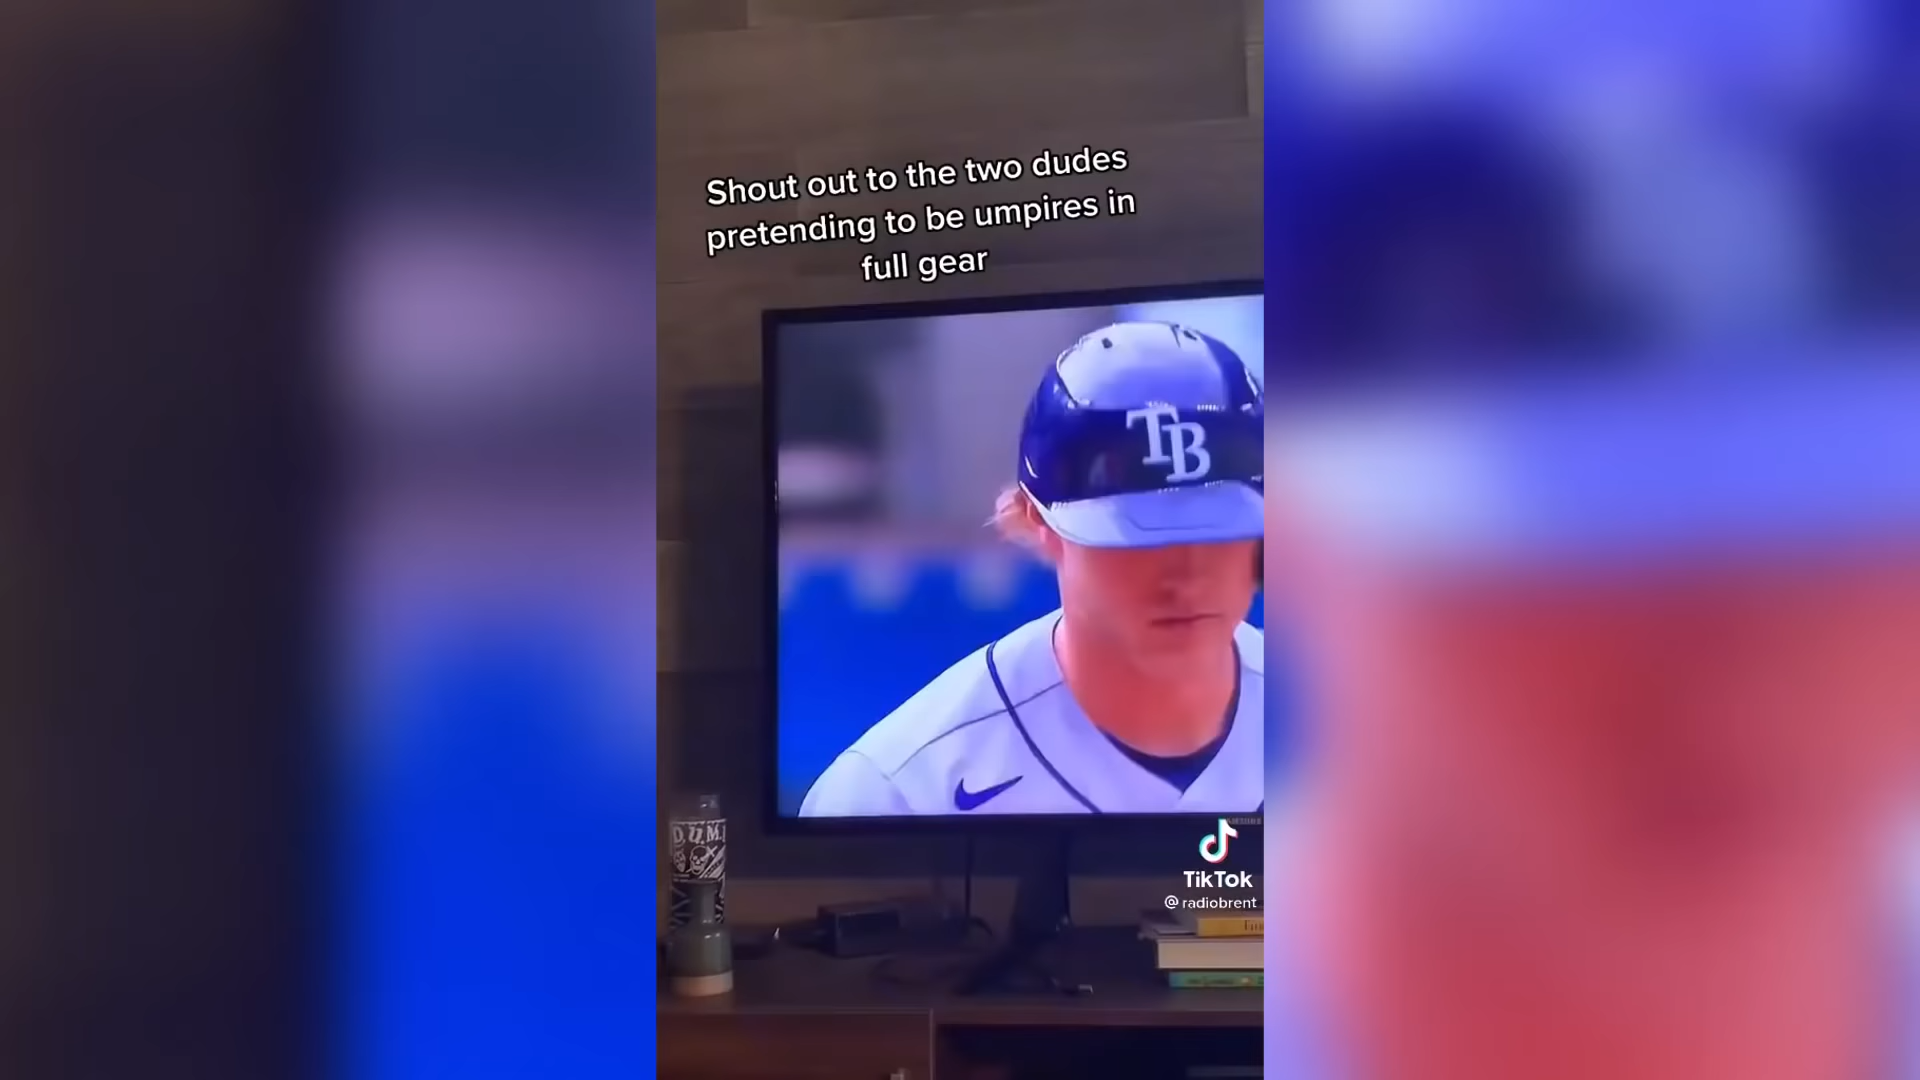 Shout out to the two dudes
pretending to be umpires in
full gear
TB
D.U.M.
TikTok
@radiobrent